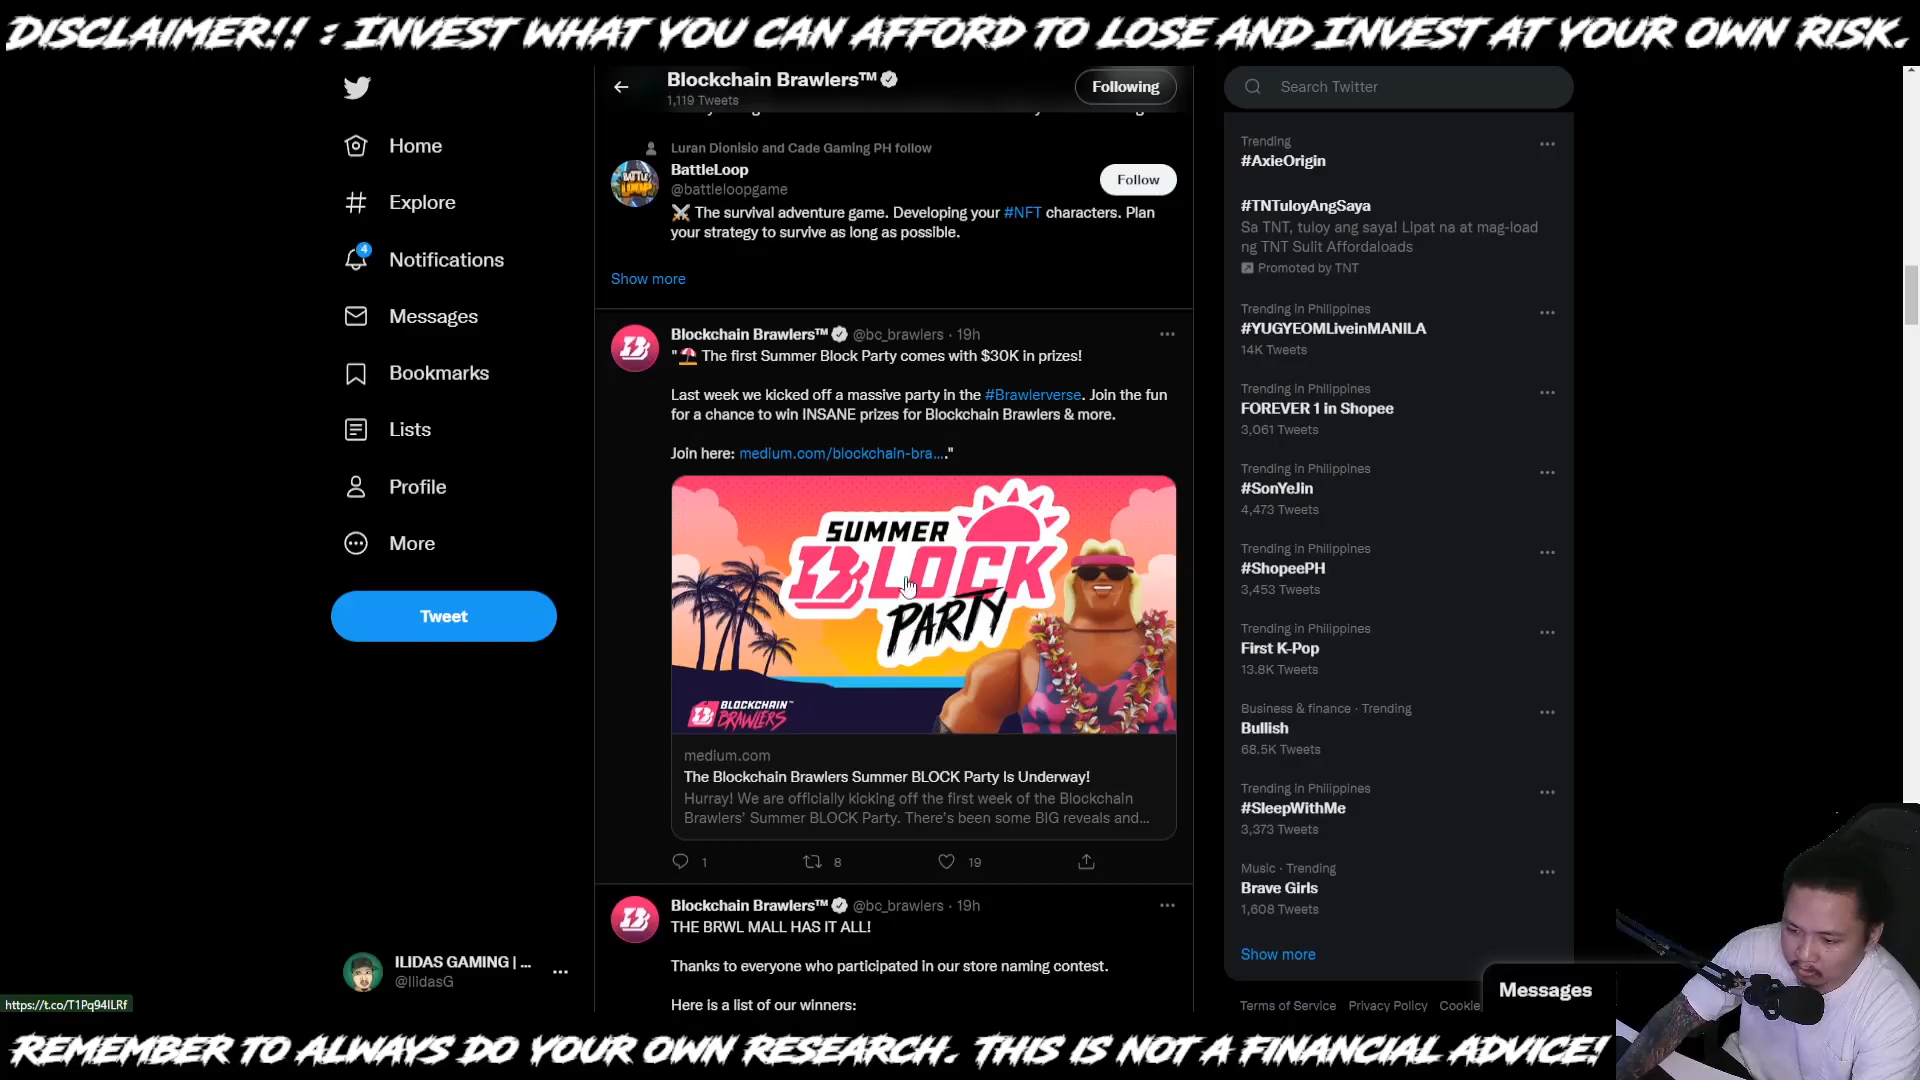 DISCLAIMER!! : INVEST WHAT YOU CAN AFFORD TO LOSE AND INVEST AT YOUR OWN RISK.
Home
Explore
4
Notifications
Messages
Bookmarks
Lists
Profile
More
Tweet
ILIDAS GAMING | ...
@IlidasG
https://t.co/T1Pq94lLRf
Blockchain Brawlers™
1,119 Tweets
Following
Luran Dionisio and Cade Gaming PH follow
BattleLoop
@battleloopgame
Follow
⚔ The survival adventure game. Developing your #NFT characters. Plan
your strategy to survive as long as possible.
Show more
Blockchain Brawlers™ @bc_brawlers · 19h
"⛱ The first Summer Block Party comes with $30K in prizes!
Last week we kicked off a massive party in the #Brawlerverse. Join the fun
for a chance to win INSANE prizes for Blockchain Brawlers & more.
Join here: medium.com/blockchain-bra…."
SUMMER
BLOCK
PARTY
BLOCKCHAIN
BRAWLERS™
medium.com
The Blockchain Brawlers Summer BLOCK Party Is Underway!
Hurray! We are officially kicking off the first week of the Blockchain
Brawlers' Summer BLOCK Party. There's been some BIG reveals and...
1 8 19
Blockchain Brawlers™ @bc_brawlers · 19h
THE BRWL MALL HAS IT ALL!
Thanks to everyone who participated in our store naming contest.
Here is a list of our winners:
Search Twitter
Trending
#AxieOrigin
#TNTuloyAngSaya
Sa TNT, tuloy ang saya! Lipat na at mag-load
ng TNT Sulit Affordaloads
Promoted by TNT
Trending in Philippines
#YUGYEOMLiveinMANILA
14K Tweets
Trending in Philippines
FOREVER 1 in Shopee
3,061 Tweets
Trending in Philippines
#SonYeJin
4,473 Tweets
Trending in Philippines
#ShopeePH
3,453 Tweets
Trending in Philippines
First K-Pop
13.8K Tweets
Business & finance · Trending
Bullish
68.5K Tweets
Trending in Philippines
#SleepWithMe
3,373 Tweets
Music · Trending
Brave Girls
1,608 Tweets
Show more
Terms of Service Privacy Policy Cookie
Messages
REMEMBER TO ALWAYS DO YOUR OWN RESEARCH. THIS IS NOT A FINANCIAL ADVICE!